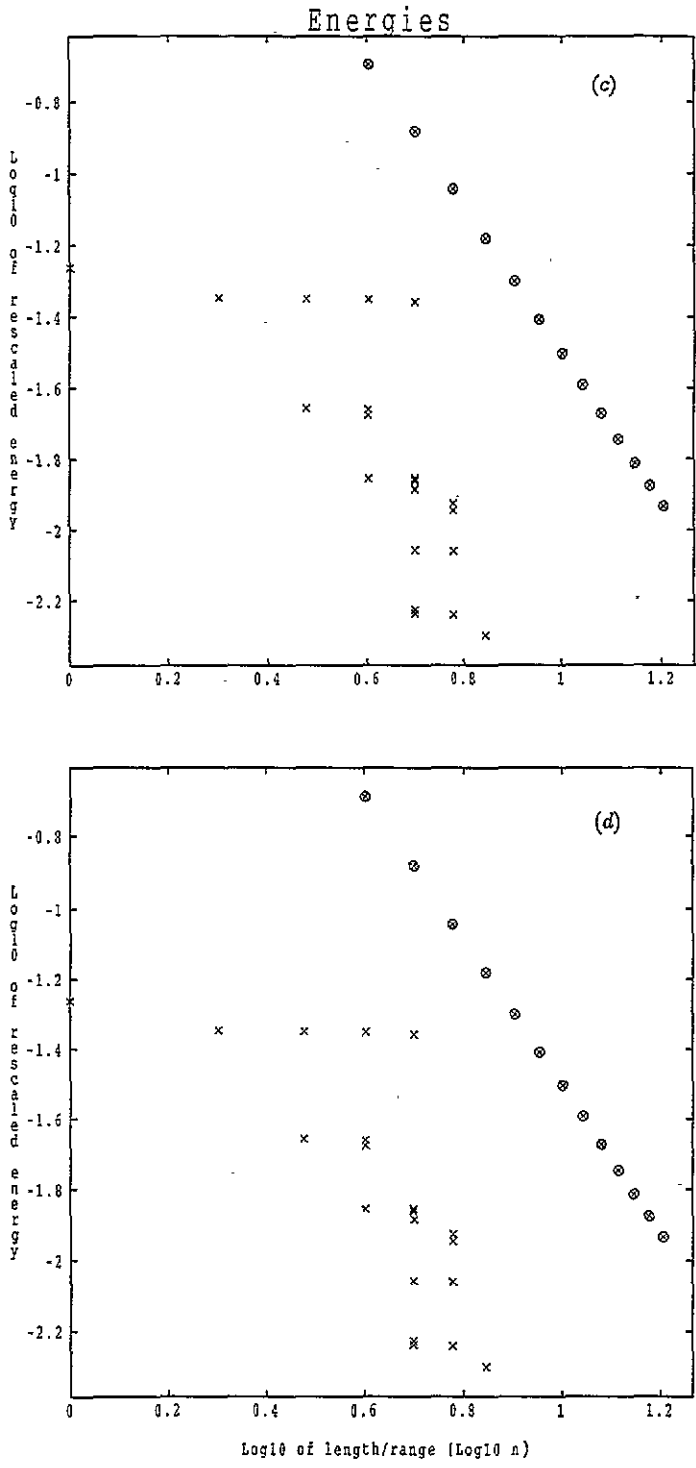 Energies
(c)
Log10 of rescaled energy
-0.8
-1
-1.2
-1.4
-1.6
-1.8
-2
-2.2
0 0.2 0.4 0.6 0.8 1 1.2
(d)
Log10 of rescaled energy
-0.8
-1
-1.2
-1.4
-1.6
-1.8
-2
-2.2
0 0.2 0.4 0.6 0.8 1 1.2
Log10 of length/range (Log10 n)